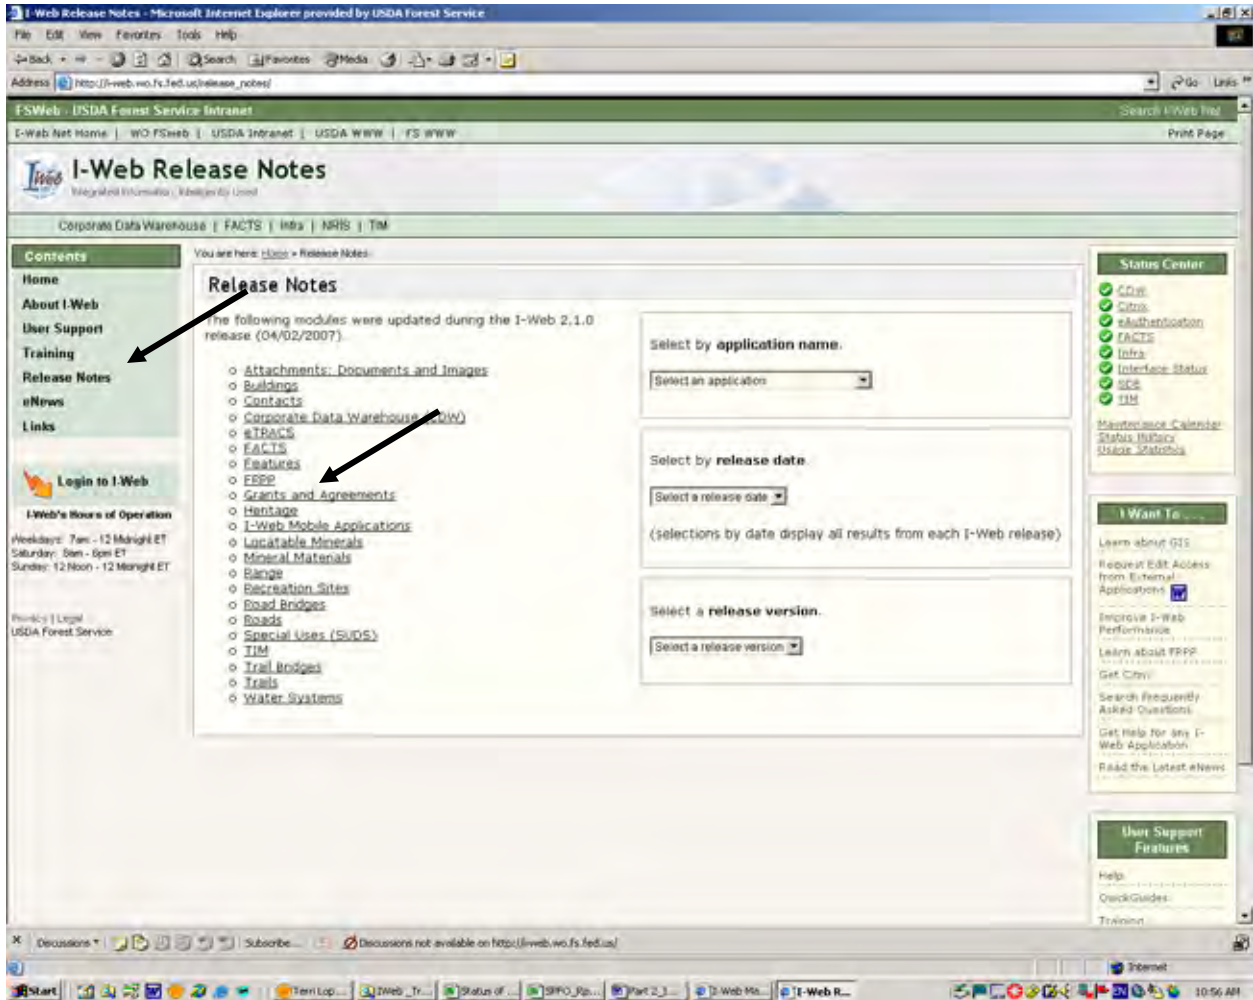 I-Web Release Notes - Microsoft Internet Explorer provided by USDA Forest Service
File Edit View Favorites Tools Help
Back Search Favorites Media
Address http://i-web.wo.fs.fed.us/release_notes/ Go Links
FSWeb - USDA Forest Service Intranet
I-Web Net Home | WO FSweb | USDA Intranet | USDA WWW | FS WWW
Print Page
I-Web Release Notes
Corporate Data Warehouse | FACTS | Infra | NRIS | TIM
Contents
Home
About I-Web
User Support
Training
Release Notes
eNews
Links
Login to I-Web
I-Web's Hours of Operation
Weekdays: 7am - 12 Midnight ET
Saturday: 8am - 6pm ET
Sunday: 12 Noon - 12 Midnight ET
Privacy | Legal
USDA Forest Service
You are here: Home > Release Notes
Release Notes
The following modules were updated during the I-Web 2.1.0
release (04/02/2007).
Attachments: Documents and Images
Buildings
Contacts
Corporate Data Warehouse (CDW)
eTRACS
FACTS
Features
FRPP
Grants and Agreements
Heritage
I-Web Mobile Applications
Locatable Minerals
Mineral Materials
Range
Recreation Sites
Road Bridges
Roads
Special Uses (SUDS)
TIM
Trail Bridges
Trails
Water Systems
Select by application name.
Select an application
Select by release date.
Select a release date
(selections by date display all results from each I-Web release)
Select a release version.
Select a release version
Status Center
CDW
Citrix
eAuthentication
FACTS
Infra
Interface Status
SDE
TIM
Maintenance Calendar
Status History
Usage Statistics
I Want To . . .
Learn about GIS
Request Edit Access
from External
Applications
Improve I-Web
Performance
Learn about FRPP
Get Citrix
Search Frequently
Asked Questions
Get Help for any I-
Web Application
Read the Latest eNews
User Support
Features
Help
QuickGuides
Training
Discussions Subscribe... Discussions not available on http://i-web.wo.fs.fed.us/
Internet
Start IWeb _Tr... Status of ... Part 2_1... I-Web Ma... I-Web R... 10:56 AM